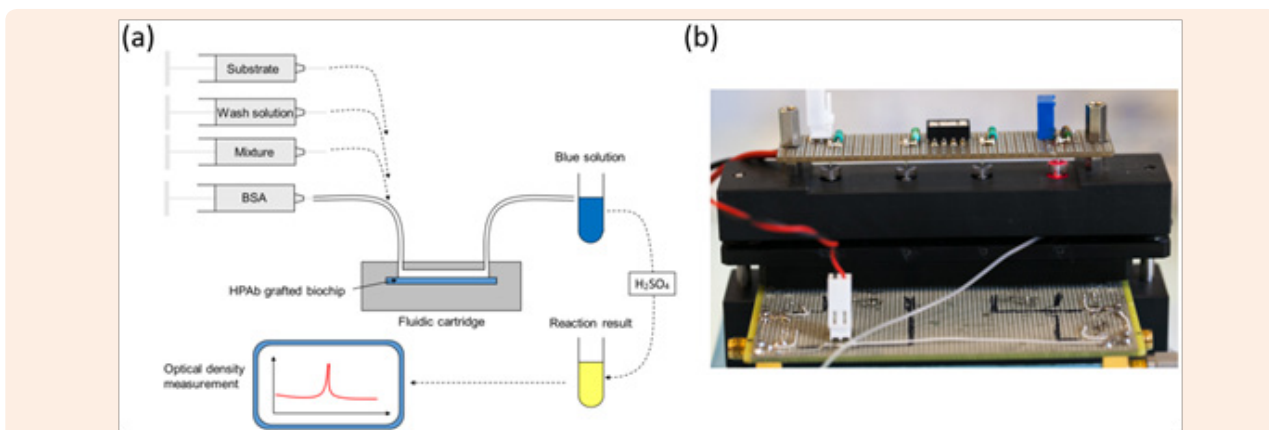 (a)
(b)
Substrate
Wash solution
Mixture
BSA
Blue solution
HPAb grafted biochip
Fluidic cartridge
H₂SO₄
Reaction result
Optical density
measurement